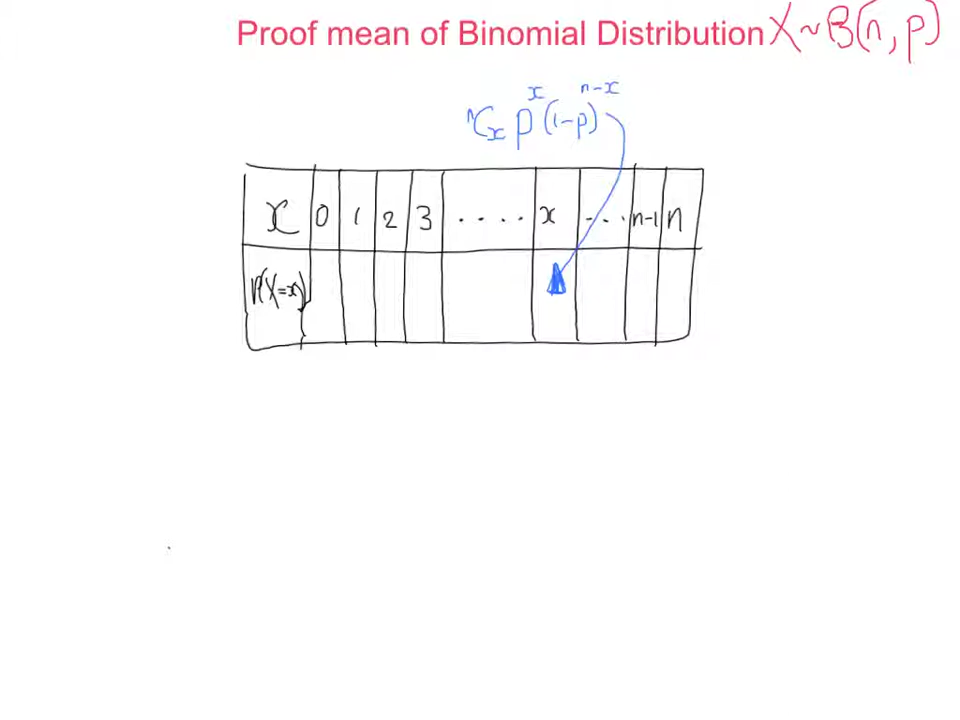 Proof mean of Binomial Distribution X~B(n, p)
ⁿCₓ pˣ (1-p)ⁿ⁻ˣ
x 0 1 2 3 .... x ... n-1 n
P(X=x)